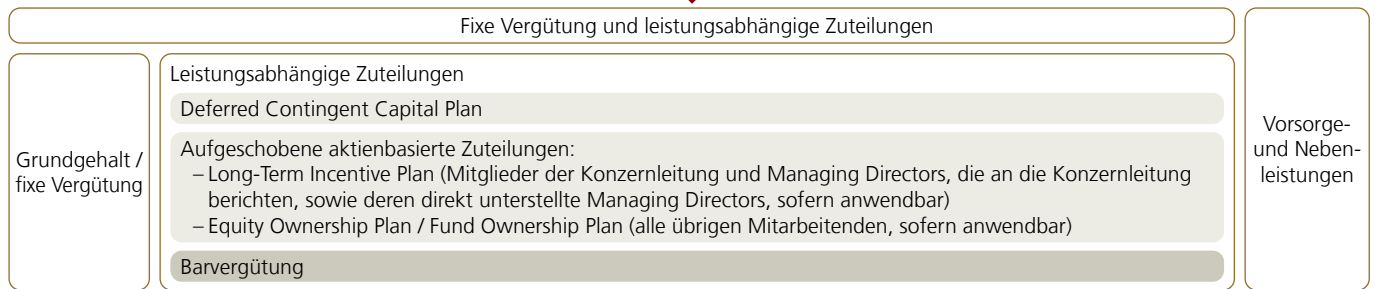 Fixe Vergütung und leistungsabhängige Zuteilungen
Grundgehalt /
fixe Vergütung
Leistungsabhängige Zuteilungen
Deferred Contingent Capital Plan
Aufgeschobene aktienbasierte Zuteilungen:
– Long-Term Incentive Plan (Mitglieder der Konzernleitung und Managing Directors, die an die Konzernleitung
berichten, sowie deren direkt unterstellte Managing Directors, sofern anwendbar)
– Equity Ownership Plan / Fund Ownership Plan (alle übrigen Mitarbeitenden, sofern anwendbar)
Barvergütung
Vorsorge-
und Neben-
leistungen